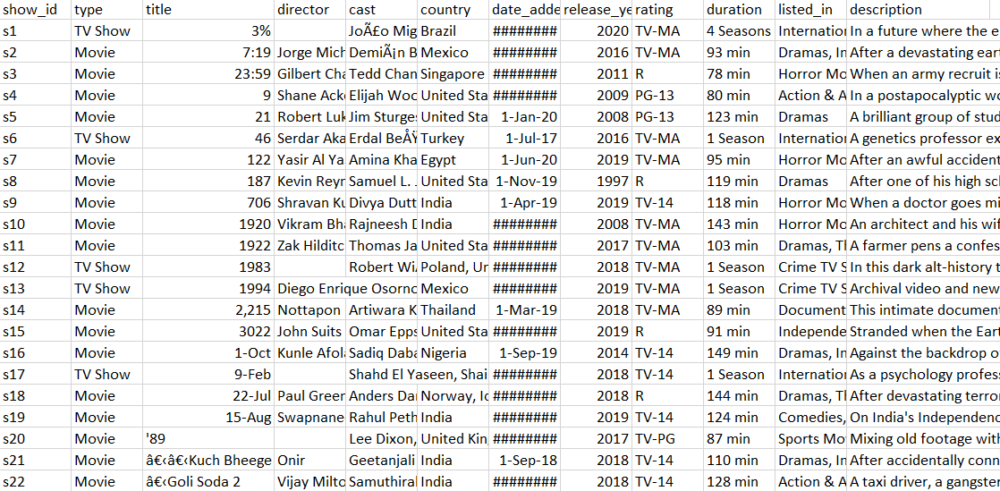 show_id type title director cast country date_adde release_ye rating duration listed_in description
s1 TV Show 3% JoÃ£o Mig Brazil ######## 2020 TV-MA 4 Seasons Internation In a future where the e
s2 Movie 7:19 Jorge Mich DemiÃ¡n B Mexico ######## 2016 TV-MA 93 min Dramas, In After a devastating ear
s3 Movie 23:59 Gilbert Cha Tedd Chan Singapore ######## 2011 R 78 min Horror Mo When an army recruit is
s4 Movie 9 Shane Ack Elijah Woo United Sta ######## 2009 PG-13 80 min Action & A In a postapocalyptic wo
s5 Movie 21 Robert Luk Jim Sturges United Sta 1-Jan-20 2008 PG-13 123 min Dramas A brilliant group of stud
s6 TV Show 46 Serdar Aka Erdal BeÅŸ Turkey 1-Jul-17 2016 TV-MA 1 Season Internation A genetics professor ex
s7 Movie 122 Yasir Al Ya Amina Kha Egypt 1-Jun-20 2019 TV-MA 95 min Horror Mo After an awful accident
s8 Movie 187 Kevin Reyn Samuel L. United Sta 1-Nov-19 1997 R 119 min Dramas After one of his high sch
s9 Movie 706 Shravan Ku Divya Dutt India 1-Apr-19 2019 TV-14 118 min Horror Mo When a doctor goes mi
s10 Movie 1920 Vikram Bha Rajneesh D India ######## 2008 TV-MA 143 min Horror Mo An architect and his wif
s11 Movie 1922 Zak Hilditc Thomas Ja United Sta ######## 2017 TV-MA 103 min Dramas, Th A farmer pens a confes
s12 TV Show 1983 Robert Wi Poland, Un ######## 2018 TV-MA 1 Season Crime TV S In this dark alt-history t
s13 TV Show 1994 Diego Enrique Osorno Mexico ######## 2019 TV-MA 1 Season Crime TV S Archival video and new
s14 Movie 2,215 Nottapon Artiwara K Thailand 1-Mar-19 2018 TV-MA 89 min Document This intimate document
s15 Movie 3022 John Suits Omar Epps United Sta ######## 2019 R 91 min Independe Stranded when the Eart
s16 Movie 1-Oct Kunle Afola Sadiq Daba Nigeria 1-Sep-19 2014 TV-14 149 min Dramas, In Against the backdrop o
s17 TV Show 9-Feb Shahd El Yaseen, Shai ######## 2018 TV-14 1 Season Internation As a psychology profes
s18 Movie 22-Jul Paul Green Anders Da Norway, Ic ######## 2018 R 144 min Dramas, Th After devastating terro
s19 Movie 15-Aug Swapnane Rahul Peth India ######## 2019 TV-14 124 min Comedies, On India's Independenc
s20 Movie '89 Lee Dixon, United Kin ######## 2017 TV-PG 87 min Sports Mo Mixing old footage with
s21 Movie â€‹â€‹Kuch Bheege Onir Geetanjali India 1-Sep-18 2018 TV-14 110 min Dramas, In After accidentally conn
s22 Movie â€‹Goli Soda 2 Vijay Milto Samuthiral India ######## 2018 TV-14 128 min Action & A A taxi driver, a gangster